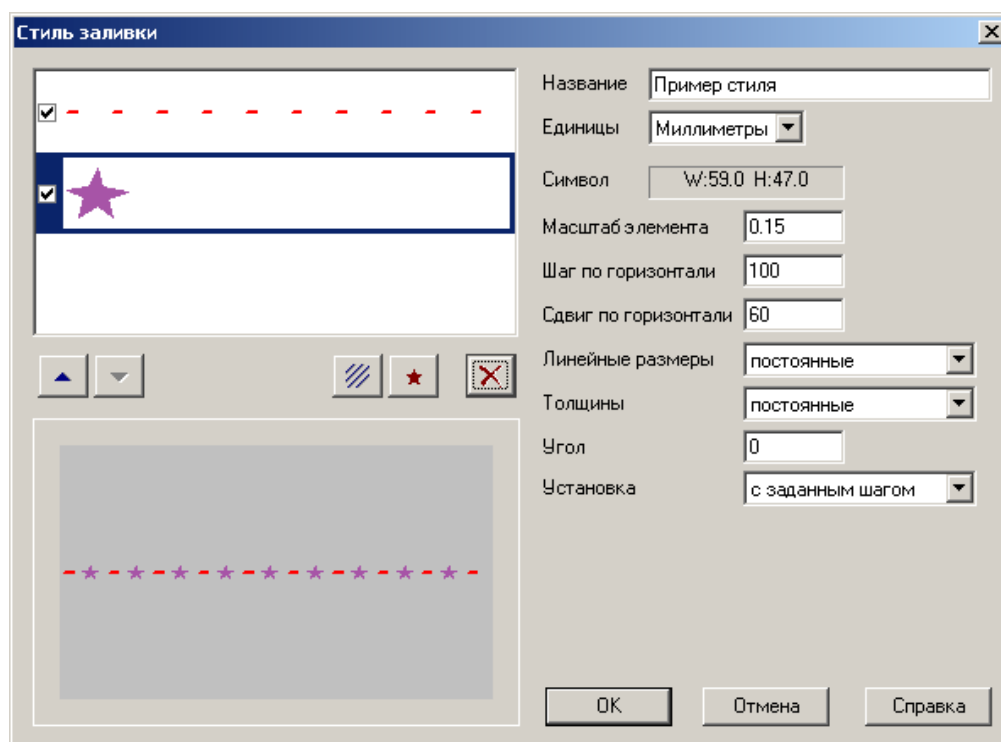 Стиль заливки
Название Пример стиля
Единицы Миллиметры
Символ W:59.0 H:47.0
Масштаб элемента 0.15
Шаг по горизонтали 100
Сдвиг по горизонтали 60
Линейные размеры постоянные
Толщины постоянные
Угол 0
Установка с заданным шагом
OK Отмена Справка